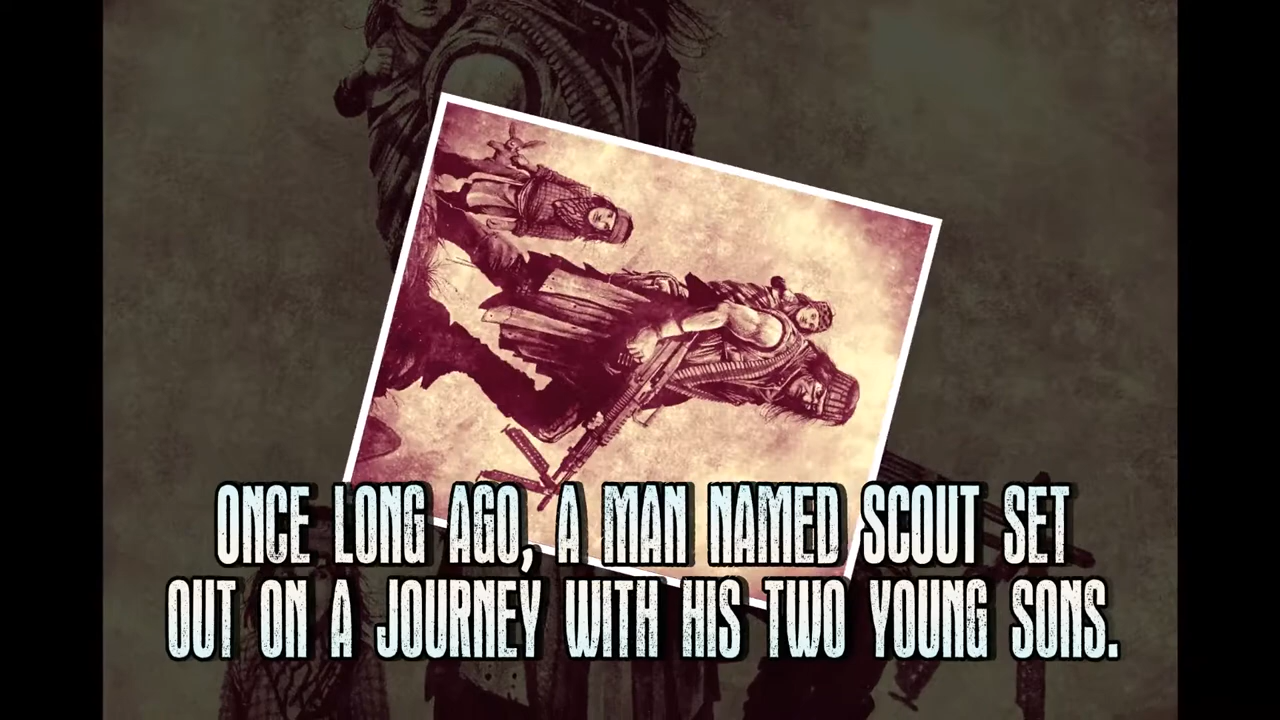 ONCE LONG AGO, A MAN NAMED SCOUT SET
OUT ON A JOURNEY WITH HIS TWO YOUNG SONS.